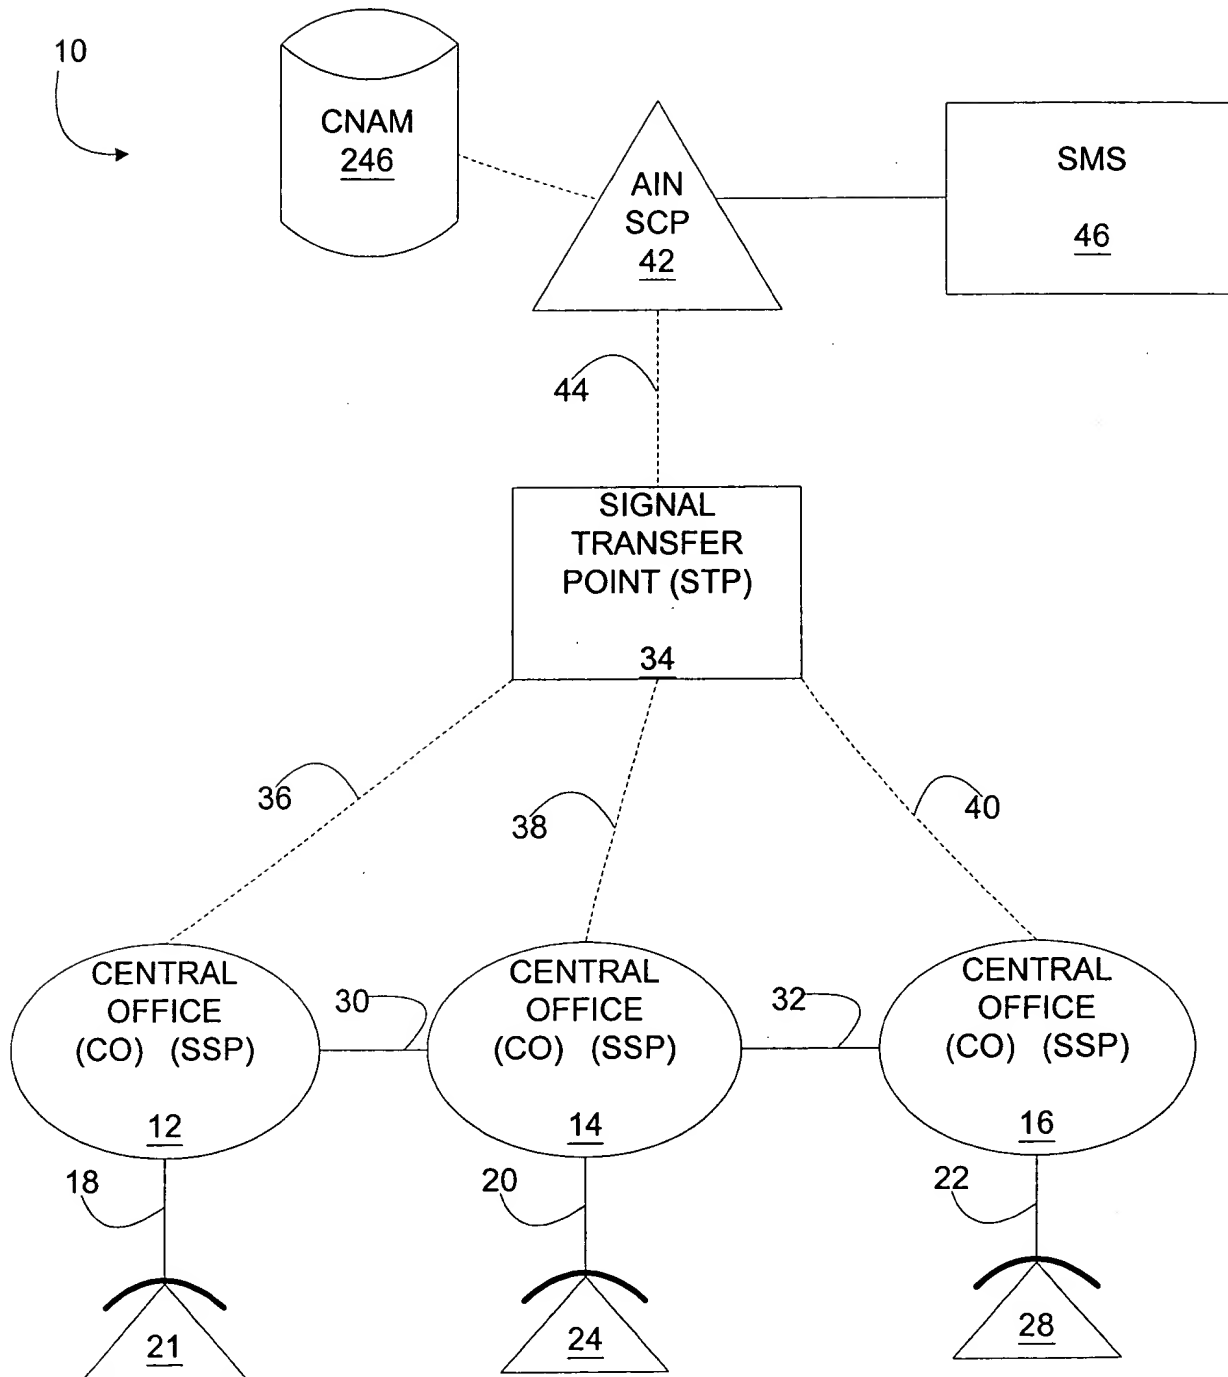 10
CNAM
246
AIN
SCP
42
SMS
46
44
SIGNAL
TRANSFER
POINT (STP)
34
36
38
40
CENTRAL
OFFICE
(CO) (SSP)
12
30
CENTRAL
OFFICE
(CO) (SSP)
14
32
CENTRAL
OFFICE
(CO) (SSP)
16
18
20
22
21
24
28